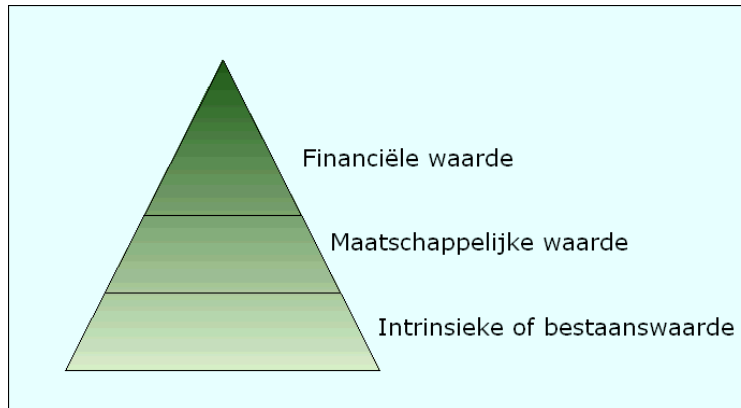 Financiële waarde
Maatschappelijke waarde
Intrinsieke of bestaanswaarde